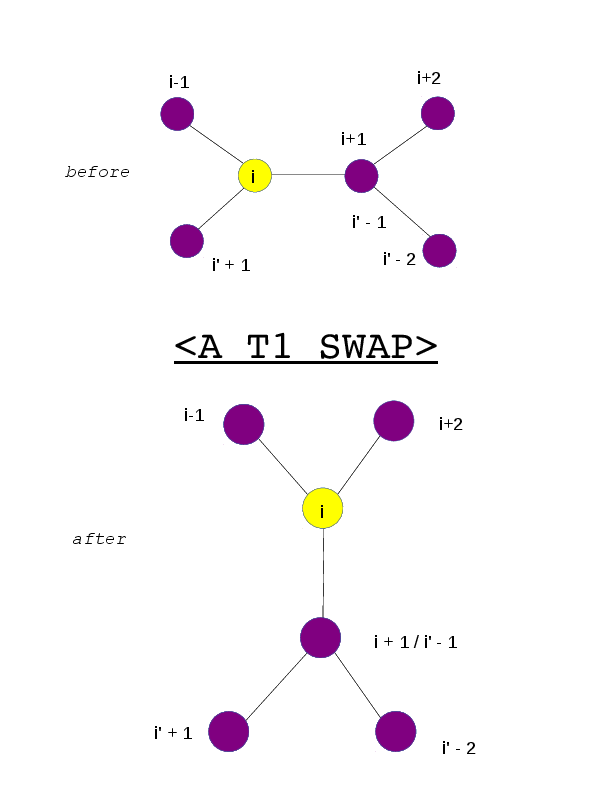 i-1
i+2
i+1
before
i
i' - 1
i' - 2
i' + 1
<A T1 SWAP>
i-1
i+2
i
after
i + 1 / i' - 1
i' + 1
i' - 2